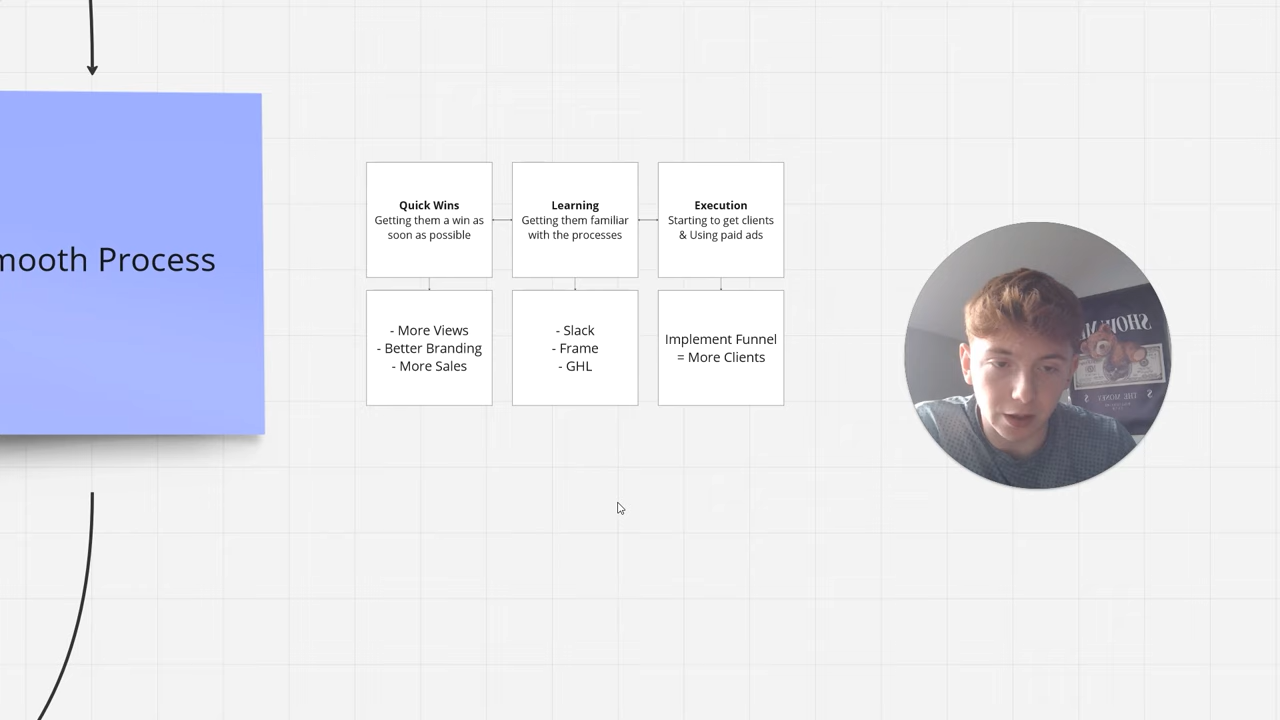 mooth Process
Quick Wins
Getting them a win as
soon as possible
Learning
Getting them familiar
with the processes
Execution
Starting to get clients
& Using paid ads
- More Views
- Better Branding
- More Sales
- Slack
- Frame
- GHL
Implement Funnel
= More Clients
THE MONEY